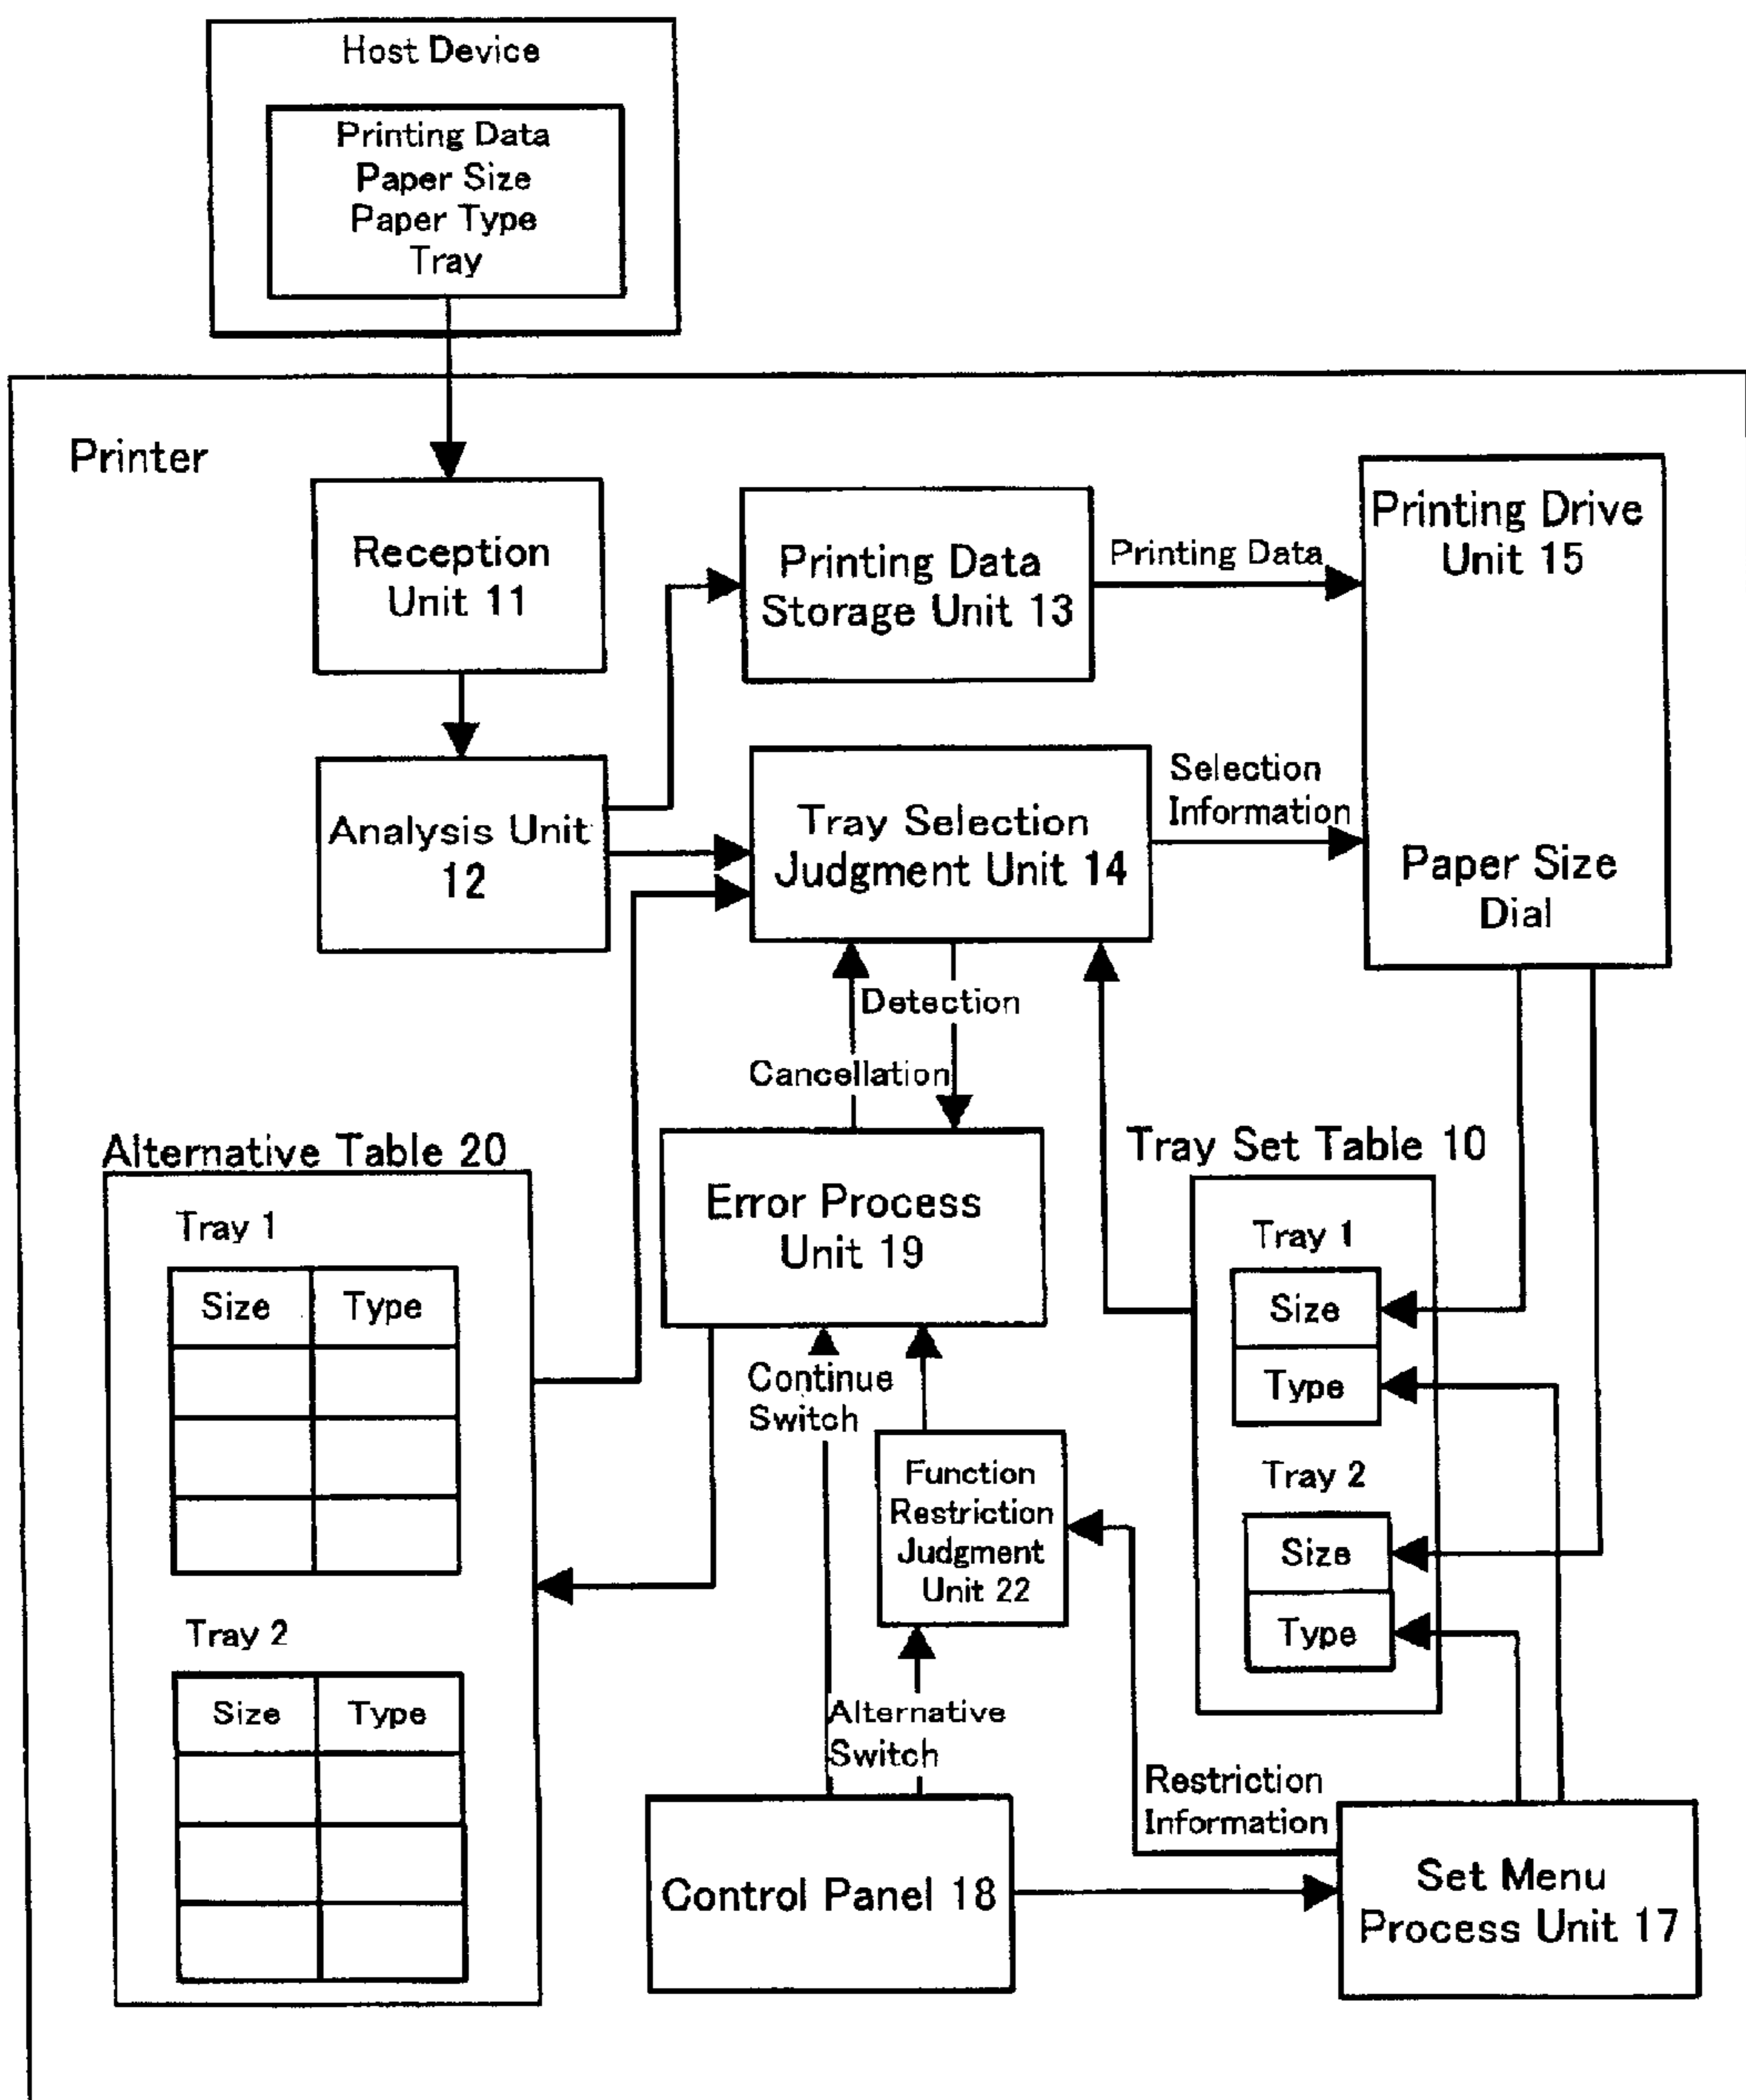 Host Device
Printing Data
Paper Size
Paper Type
Tray
Printer
Reception
Unit 11
Printing Data
Storage Unit 13
Printing Data
Printing Drive
Unit 15
Analysis Unit
12
Tray Selection
Judgment Unit 14
Selection
Information
Paper Size
Dial
Detection
Cancellation
Alternative Table 20
Tray 1
Size Type
Tray 2
Size Type
Error Process
Unit 19
Tray Set Table 10
Tray 1
Size
Type
Tray 2
Size
Type
Continue
Switch
Function
Restriction
Judgment
Unit 22
Alternative
Switch
Restriction
Information
Control Panel 18
Set Menu
Process Unit 17